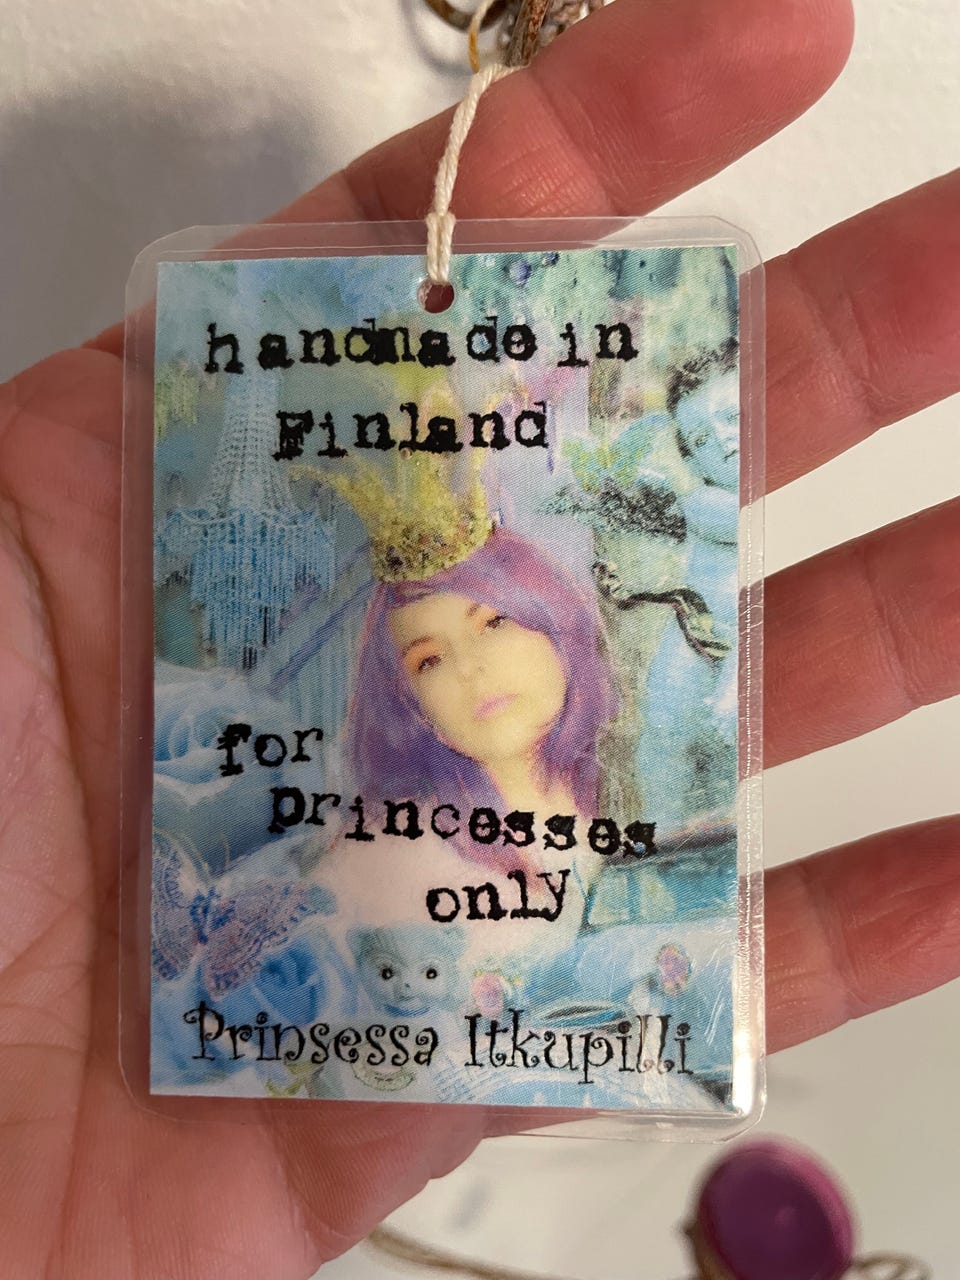 handmade in
Finland
for
princesses
only
Prinsessa Itkupilli